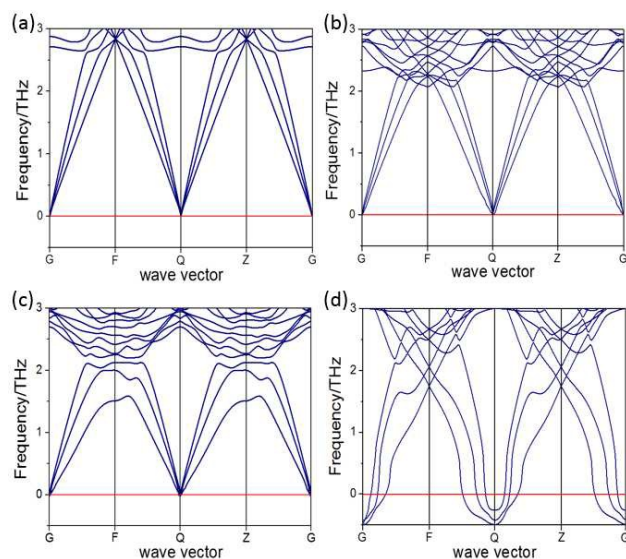 (a)
3
2
1
0
Frequency/THz
G F Q Z G
wave vector
(b)
3
2
1
0
Frequency/THz
G F Q Z G
wave vector
(c)
3
2
1
0
Frequency/THz
G F Q Z G
wave vector
(d)
3
2
1
0
Frequency/THz
G F Q Z G
wave vector